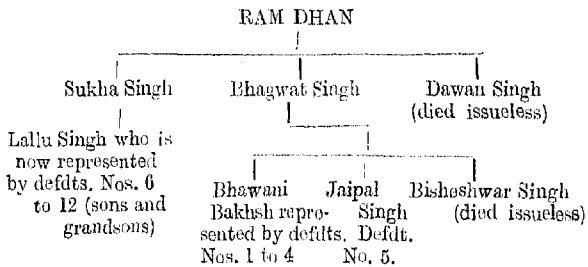 RAM DHAN
Sukha Singh Bhagwat Singh Dawan Singh
(died issueless)
Lallu Singh who is
now represented
by defdts. Nos. 6
to 12 (sons and
grandsons)
Bhawani Jaipal Bisheshwar Singh
Bakhsh repre- Singh (died issueless)
sented by defdts. Defdt.
Nos. 1 to 4 No. 5.